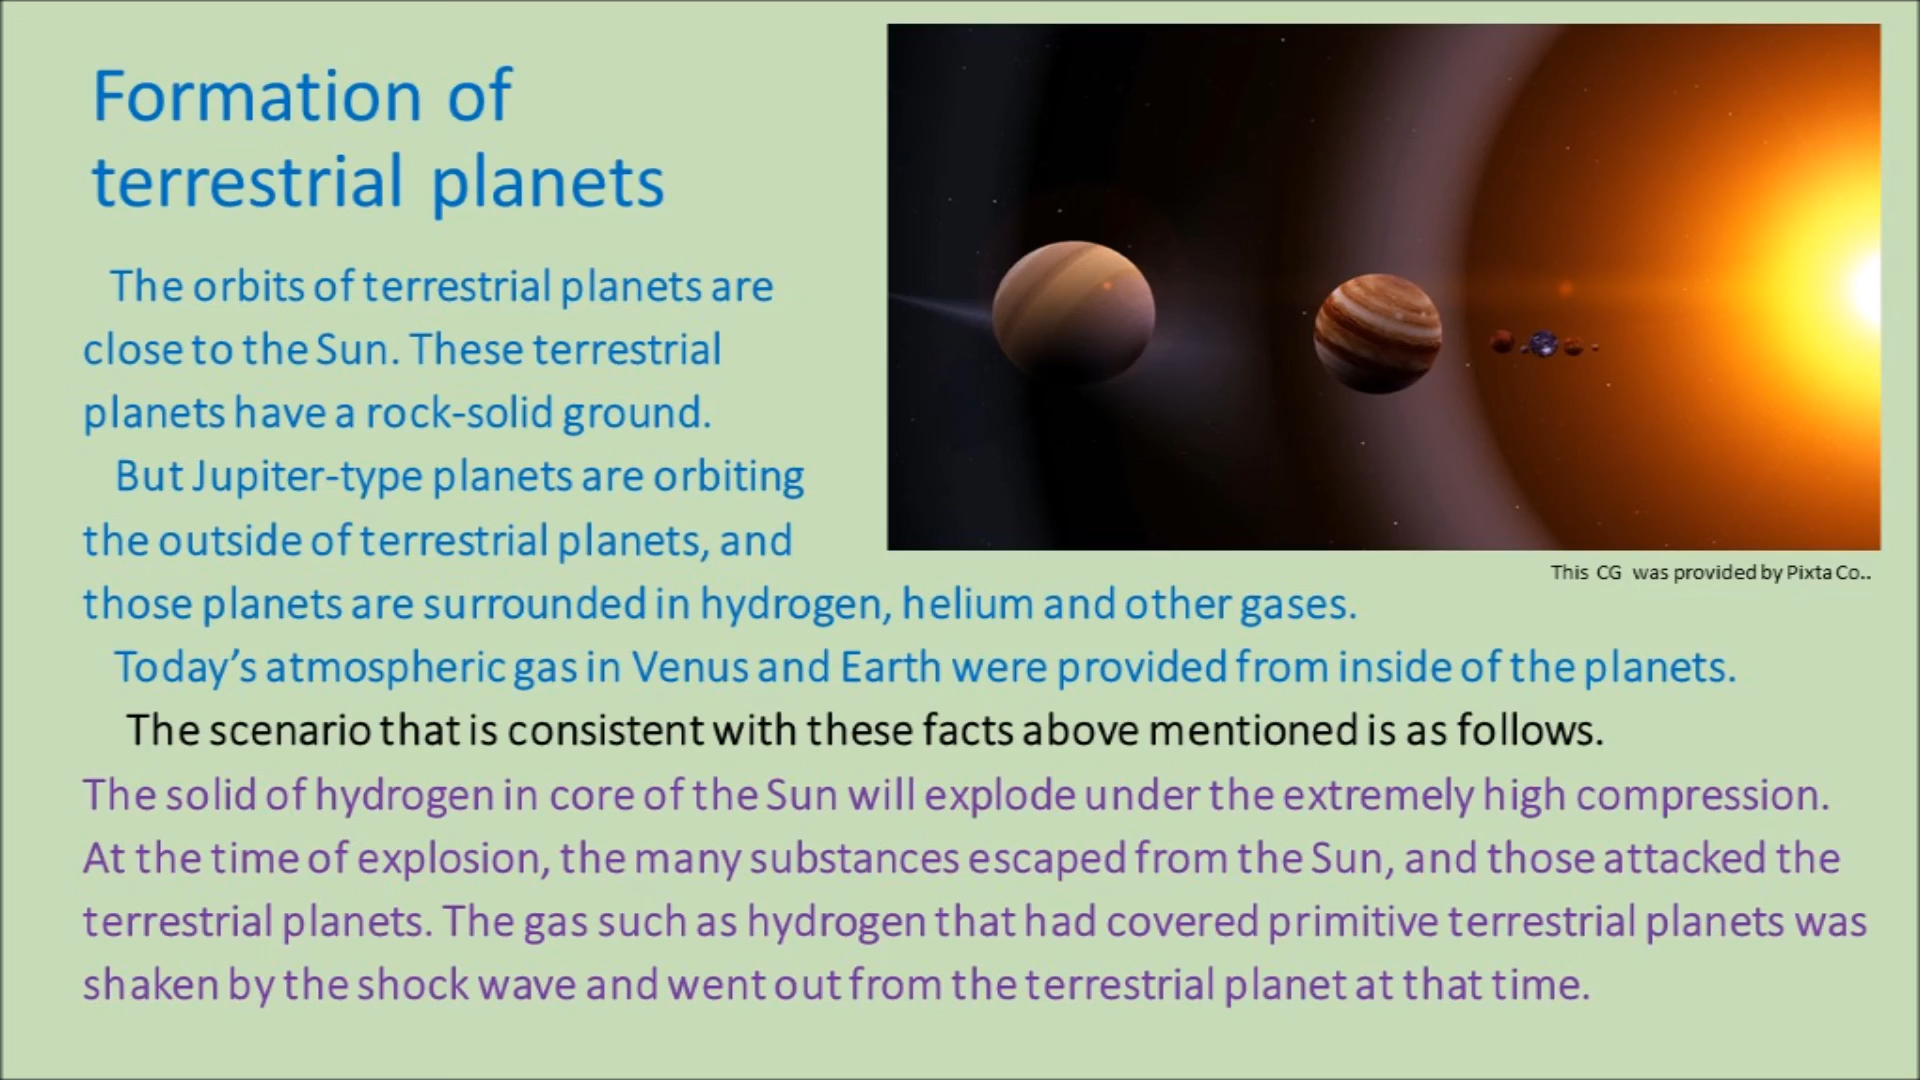 Formation of
terrestrial planets
The orbits of terrestrial planets are
close to the Sun. These terrestrial
planets have a rock-solid ground.
But Jupiter-type planets are orbiting
the outside of terrestrial planets, and
This CG was provided by Pixta Co..
those planets are surrounded in hydrogen, helium and other gases.
Today’s atmospheric gas in Venus and Earth were provided from inside of the planets.
The scenario that is consistent with these facts above mentioned is as follows.
The solid of hydrogen in core of the Sun will explode under the extremely high compression.
At the time of explosion, the many substances escaped from the Sun, and those attacked the
terrestrial planets. The gas such as hydrogen that had covered primitive terrestrial planets was
shaken by the shock wave and went out from the terrestrial planet at that time.